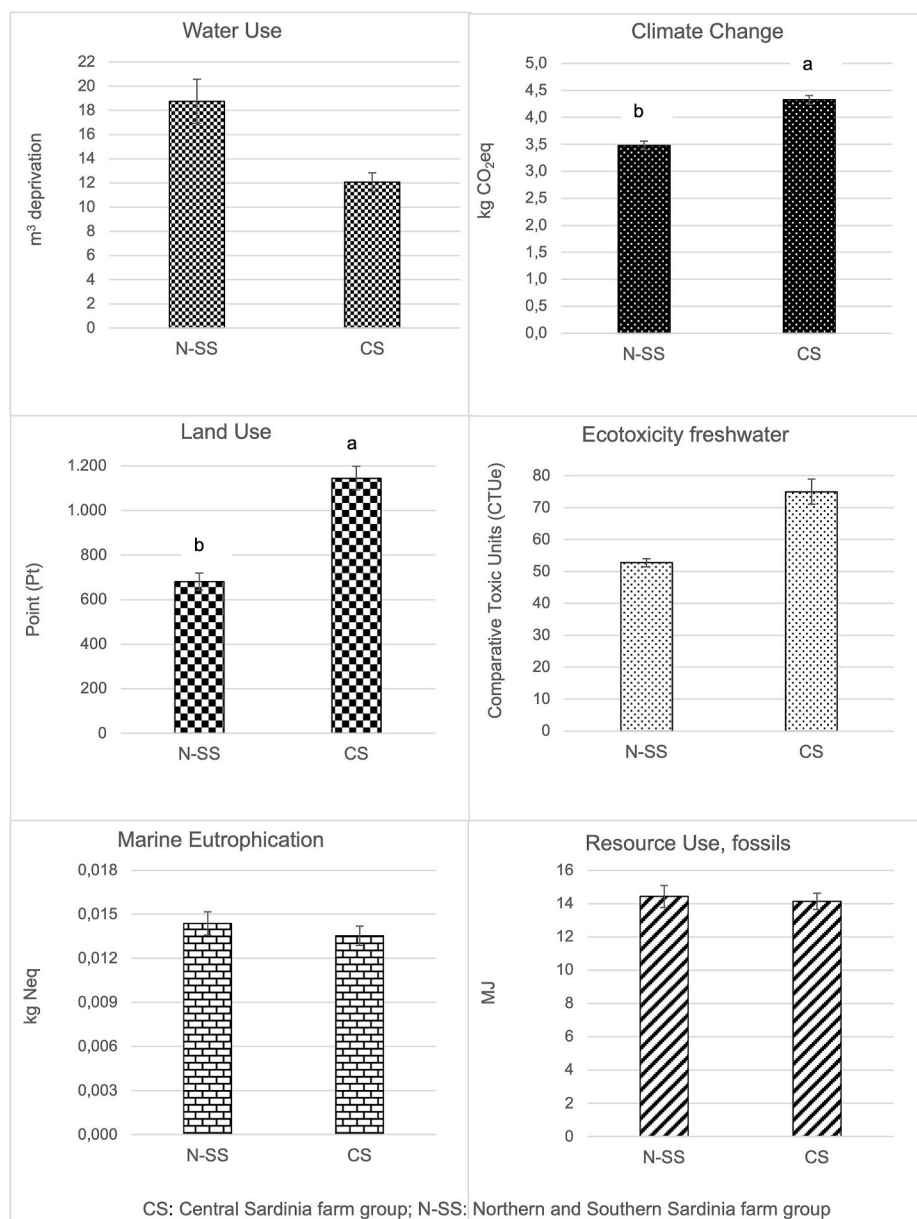 Water Use
m³ deprivation
22
20
18
16
14
12
10
8
6
4
2
0
N-SS CS
Climate Change
kg CO₂eq
5,0
4,5
4,0
3,5
3,0
2,5
2,0
1,5
1,0
0,5
0,0
b a
N-SS CS
Land Use
Point (Pt)
1.200
1.000
800
600
400
200
0
b a
N-SS CS
Ecotoxicity freshwater
Comparative Toxic Units (CTUe)
80
70
60
50
40
30
20
10
0
N-SS CS
Marine Eutrophication
kg Neq
0,018
0,015
0,012
0,009
0,006
0,003
0,000
N-SS CS
Resource Use, fossils
MJ
16
14
12
10
8
6
4
2
0
N-SS CS
CS: Central Sardinia farm group; N-SS: Northern and Southern Sardinia farm group